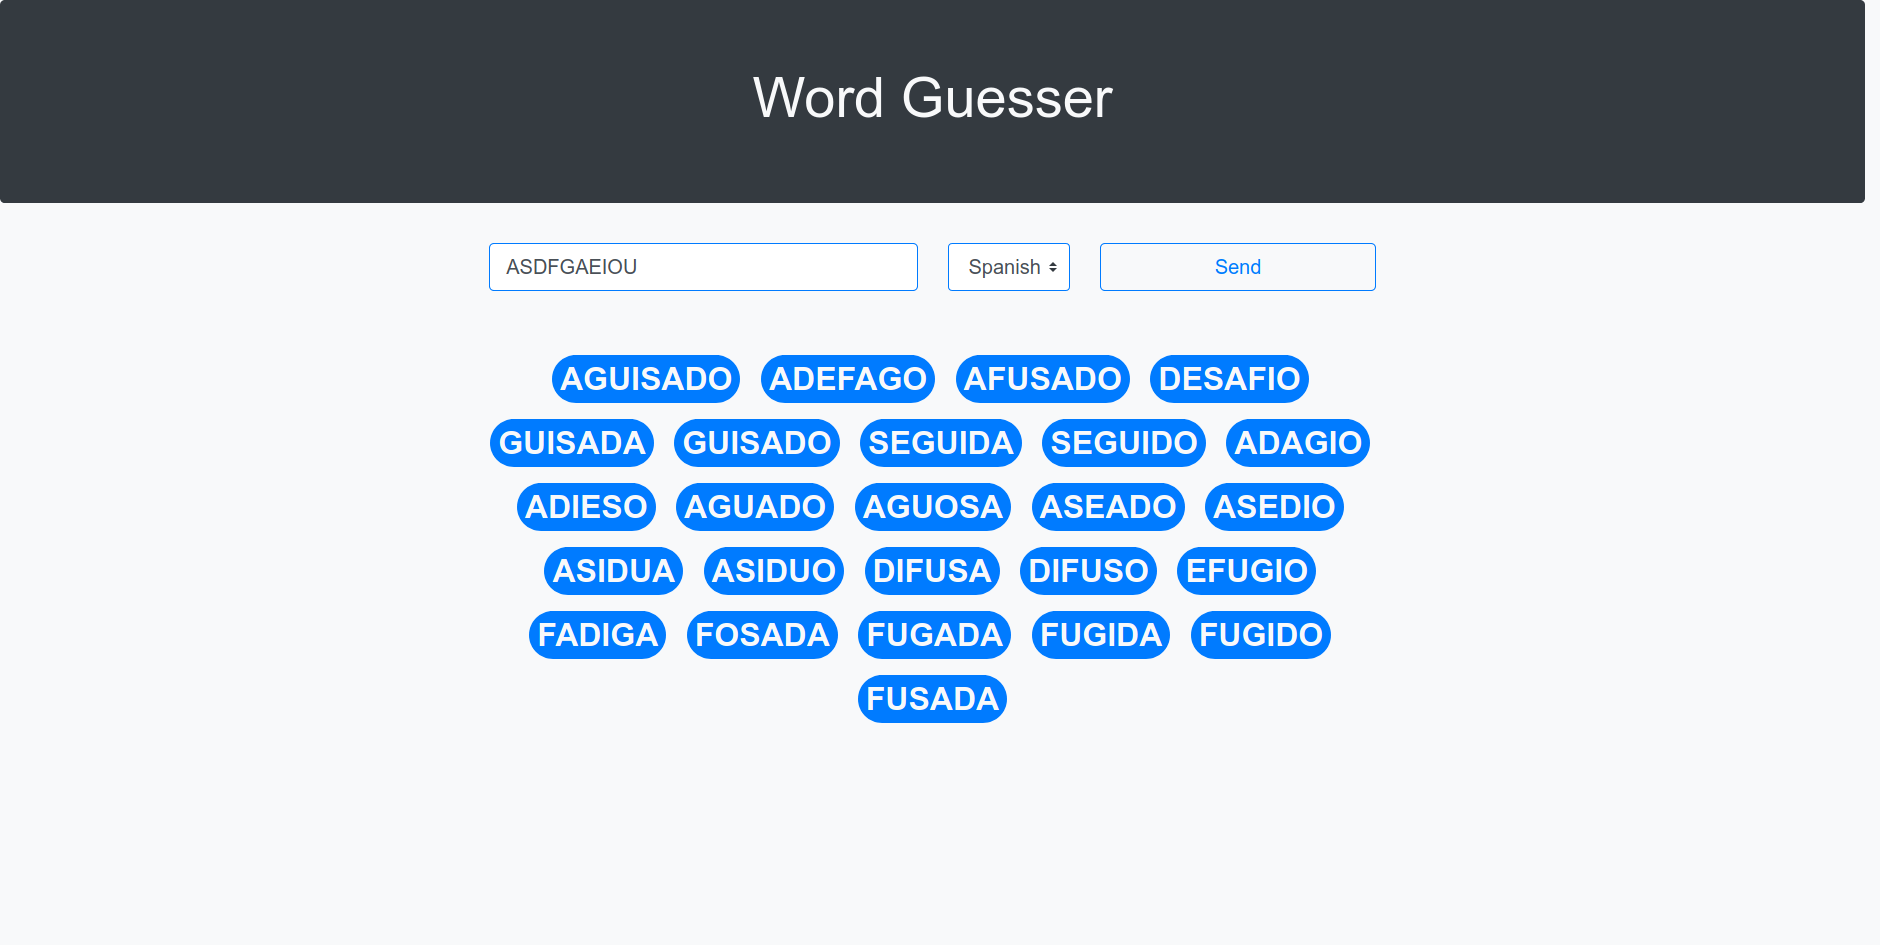 Word Guesser
ASDFGAEIOU Spanish Send
AGUISADO ADEFAGO AFUSADO DESAFIO
GUISADA GUISADO SEGUIDA SEGUIDO ADAGIO
ADIESO AGUADO AGUOSA ASEADO ASEDIO
ASIDUA ASIDUO DIFUSA DIFUSO EFUGIO
FADIGA FOSADA FUGADA FUGIDA FUGIDO
FUSADA